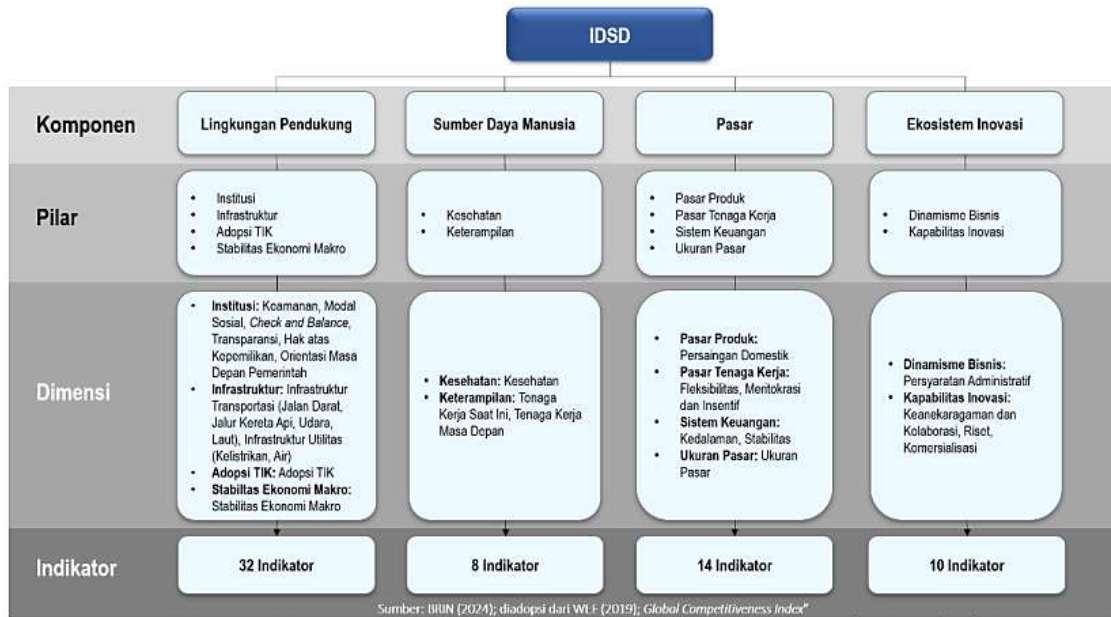 IDSD
Komponen
Lingkungan Pendukung
Sumber Daya Manusia
Pasar
Ekosistem Inovasi
Pilar
• Institusi
• Infrastruktur
• Adopsi TIK
• Stabilitas Ekonomi Makro
• Kesehatan
• Keterampilan
• Pasar Produk
• Pasar Tenaga Kerja
• Sistem Keuangan
• Ukuran Pasar
• Dinamisme Bisnis
• Kapabilitas Inovasi
Dimensi
• Institusi: Keamanan, Modal
Sosial, Check and Balance,
Transparansi, Hak atas
Kepemilikan, Orientasi Masa
Depan Pemerintah
• Infrastruktur: Infrastruktur
Transportasi (Jalan Darat,
Jalur Kereta Api, Udara,
Laut), Infrastruktur Utilitas
(Kelistrikan, Air)
• Adopsi TIK: Adopsi TIK
• Stabiltas Ekonomi Makro:
Stabilitas Ekonomi Makro
• Kesehatan: Kesehatan
• Keterampilan: Tenaga
Kerja Saat Ini, Tenaga Kerja
Masa Depan
• Pasar Produk:
Persaingan Domestik
• Pasar Tenaga Kerja:
Fleksibilitas, Meritokrasi
dan Insentif
• Sistem Keuangan:
Kedalaman, Stabilitas
• Ukuran Pasar: Ukuran
Pasar
• Dinamisme Bisnis:
Persyaratan Administratif
• Kapabilitas Inovasi:
Keanekaragaman dan
Kolaborasi, Riset,
Komersialisasi
Indikator
32 Indikator
8 Indikator
14 Indikator
10 Indikator
Sumber: BRIN (2024); diadopsi dari WEF (2019); Global Competitiveness Index"